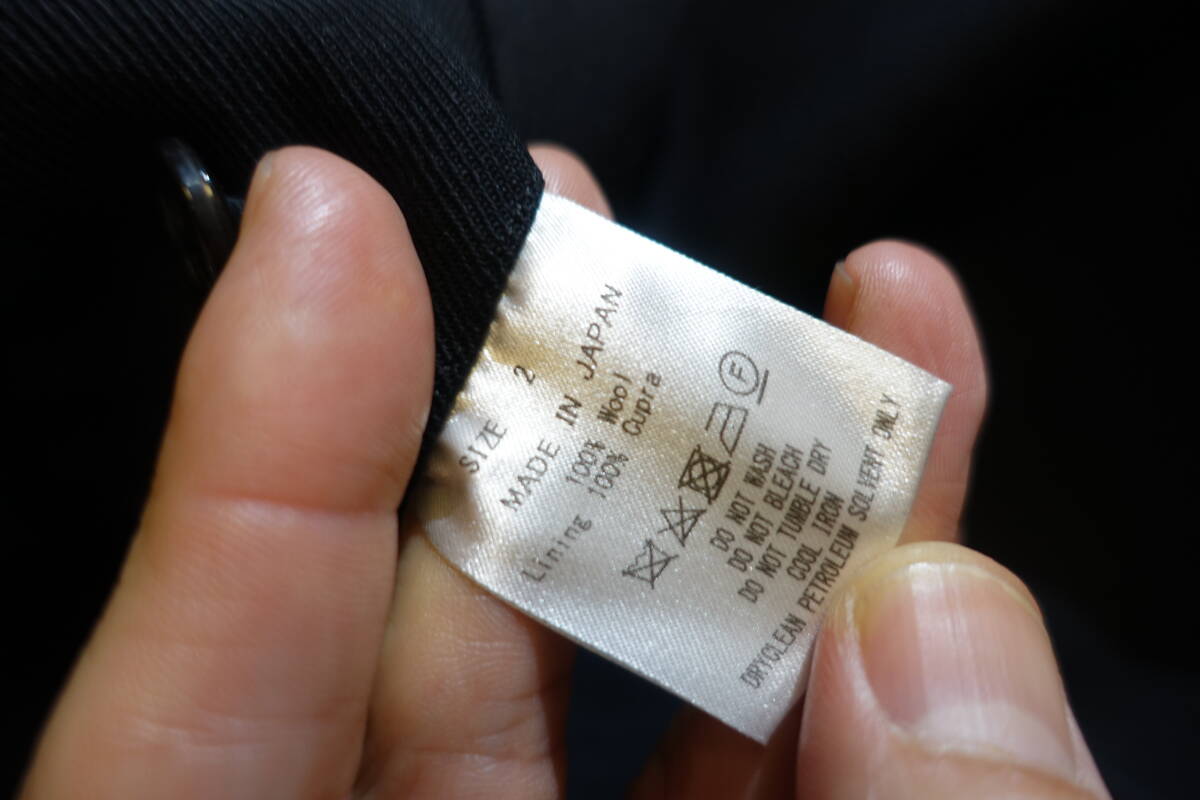 SIZE 2
MADE IN JAPAN
100% Wool
Lining 100% Cupra
F
DO NOT WASH
DO NOT BLEACH
DO NOT TUMBLE DRY
COOL IRON
DRYCLEAN PETROLEUM SOLVENT ONLY